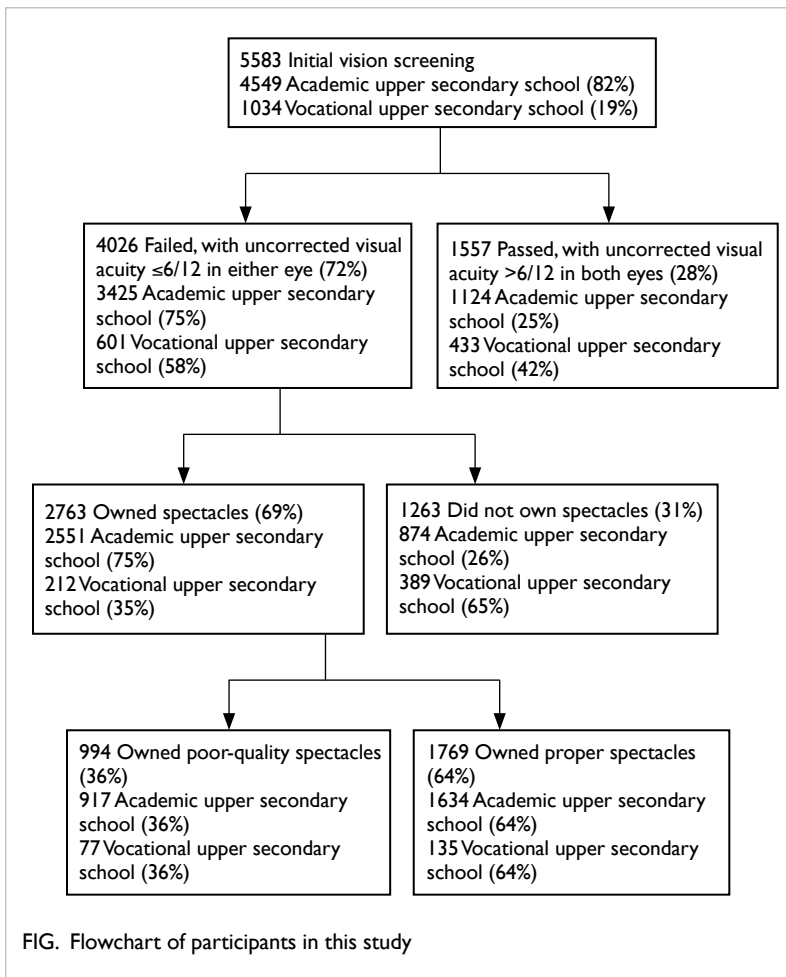 5583 Initial vision screening
4549 Academic upper secondary school (82%)
1034 Vocational upper secondary school (19%)
4026 Failed, with uncorrected visual
acuity ≤6/12 in either eye (72%)
3425 Academic upper secondary
school (75%)
601 Vocational upper secondary
school (58%)
1557 Passed, with uncorrected visual
acuity >6/12 in both eyes (28%)
1124 Academic upper secondary
school (25%)
433 Vocational upper secondary
school (42%)
2763 Owned spectacles (69%)
2551 Academic upper secondary
school (75%)
212 Vocational upper secondary
school (35%)
1263 Did not own spectacles (31%)
874 Academic upper secondary
school (26%)
389 Vocational upper secondary
school (65%)
994 Owned poor-quality spectacles
(36%)
917 Academic upper secondary
school (36%)
77 Vocational upper secondary
school (36%)
1769 Owned proper spectacles
(64%)
1634 Academic upper secondary
school (64%)
135 Vocational upper secondary
school (64%)
FIG. Flowchart of participants in this study